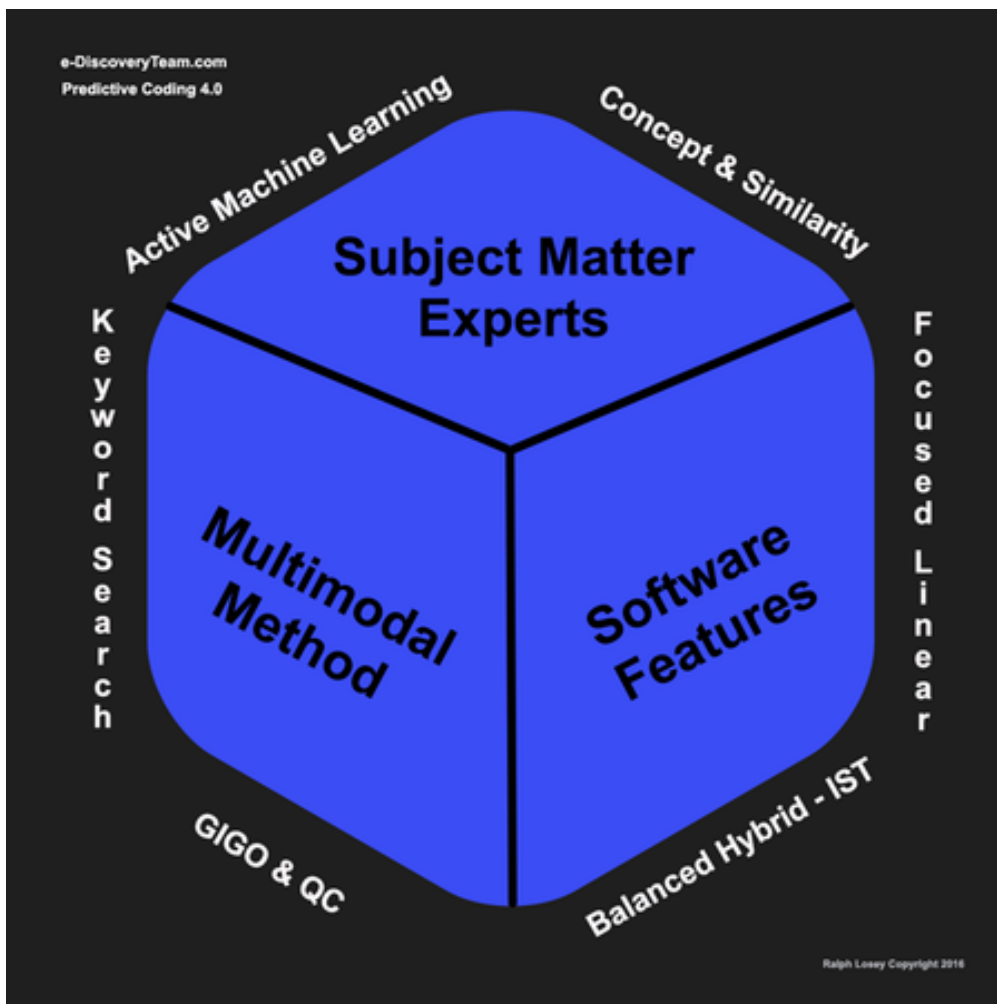 e-DiscoveryTeam.com
Predictive Coding 4.0
Active Machine Learning
Concept & Similarity
Subject Matter
Experts
Keyword Search
Focused Linear
Multimodal
Method
Software
Features
GIGO & QC
Balanced Hybrid - IST
Ralph Losey Copyright 2016